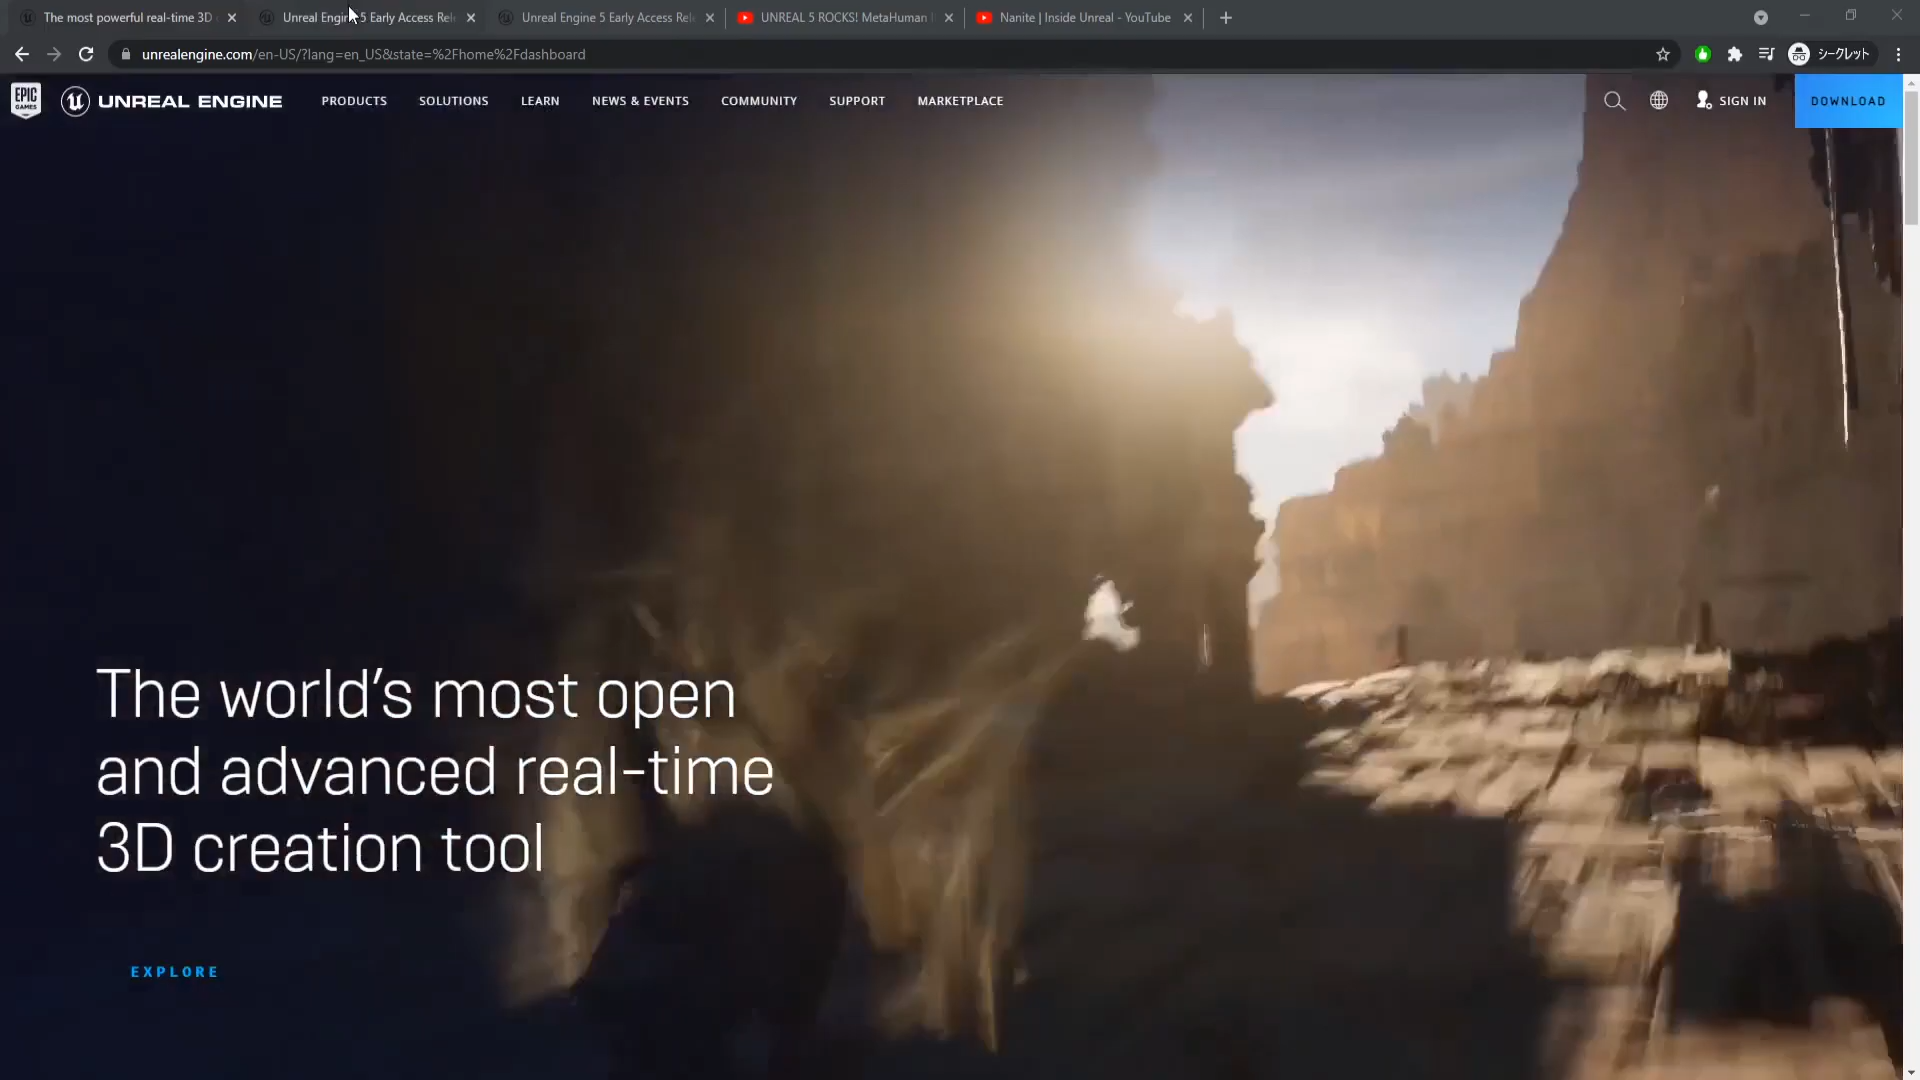 The most powerful real-time 3D
Unreal Engine 5 Early Access Rel
Unreal Engine 5 Early Access Rel
UNREAL 5 ROCKS! MetaHuman
Nanite | Inside Unreal - YouTube
unrealengine.com/en-US/?lang=en_US&state=%2Fhome%2Fdashboard
シークレット
EPIC GAMES
UNREAL ENGINE
PRODUCTS
SOLUTIONS
LEARN
NEWS & EVENTS
COMMUNITY
SUPPORT
MARKETPLACE
SIGN IN
DOWNLOAD
The world's most open
and advanced real-time
3D creation tool
EXPLORE